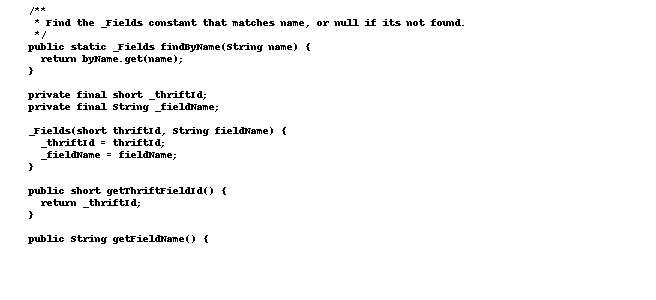 /**
 * Find the _Fields constant that matches name, or null if its not found.
 */
public static _Fields findByName(String name) {
  return byName.get(name);
}

private final short _thriftId;
private final String _fieldName;

_Fields(short thriftId, String fieldName) {
  _thriftId = thriftId;
  _fieldName = fieldName;
}

public short getThriftFieldId() {
  return _thriftId;
}

public String getFieldName() {